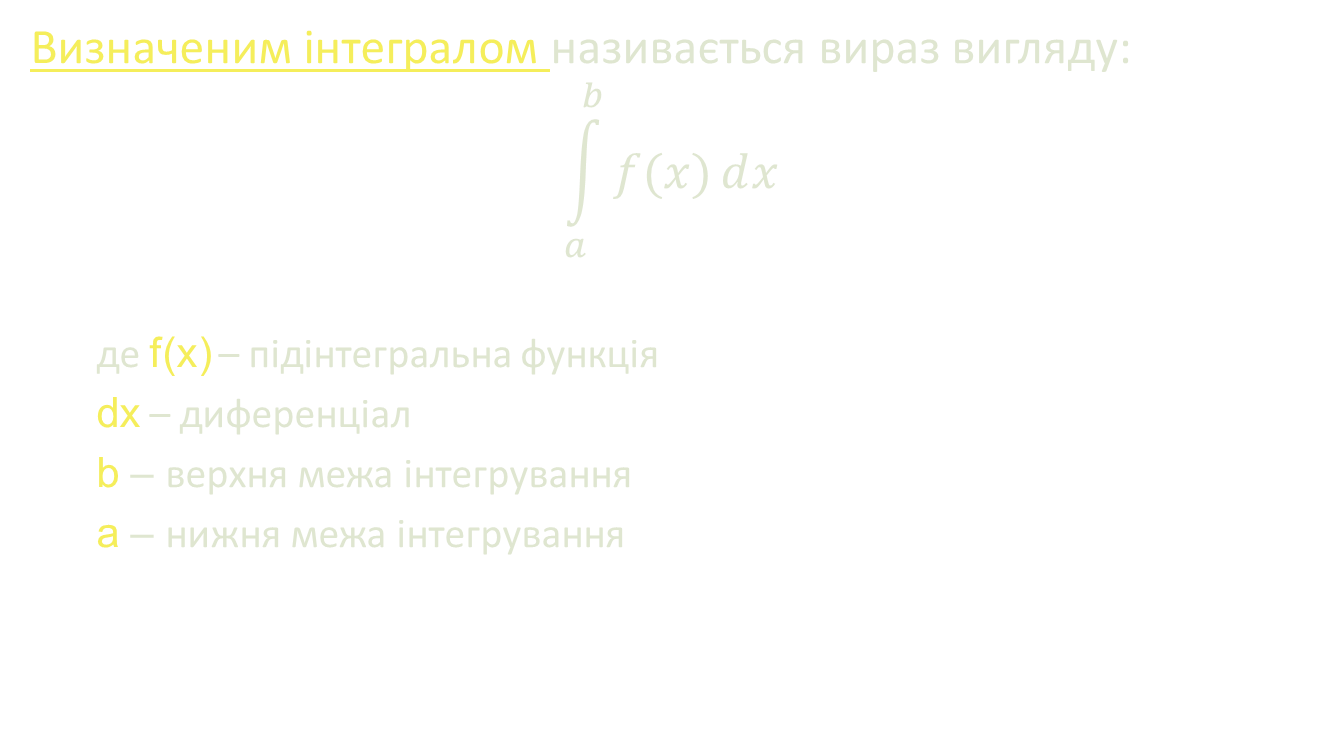 Визначеним інтегралом називається вираз вигляду:
b
∫ f(x) dx
a
де f(x) – підінтегральна функція
dx – диференціал
b – верхня межа інтегрування
a – нижня межа інтегрування